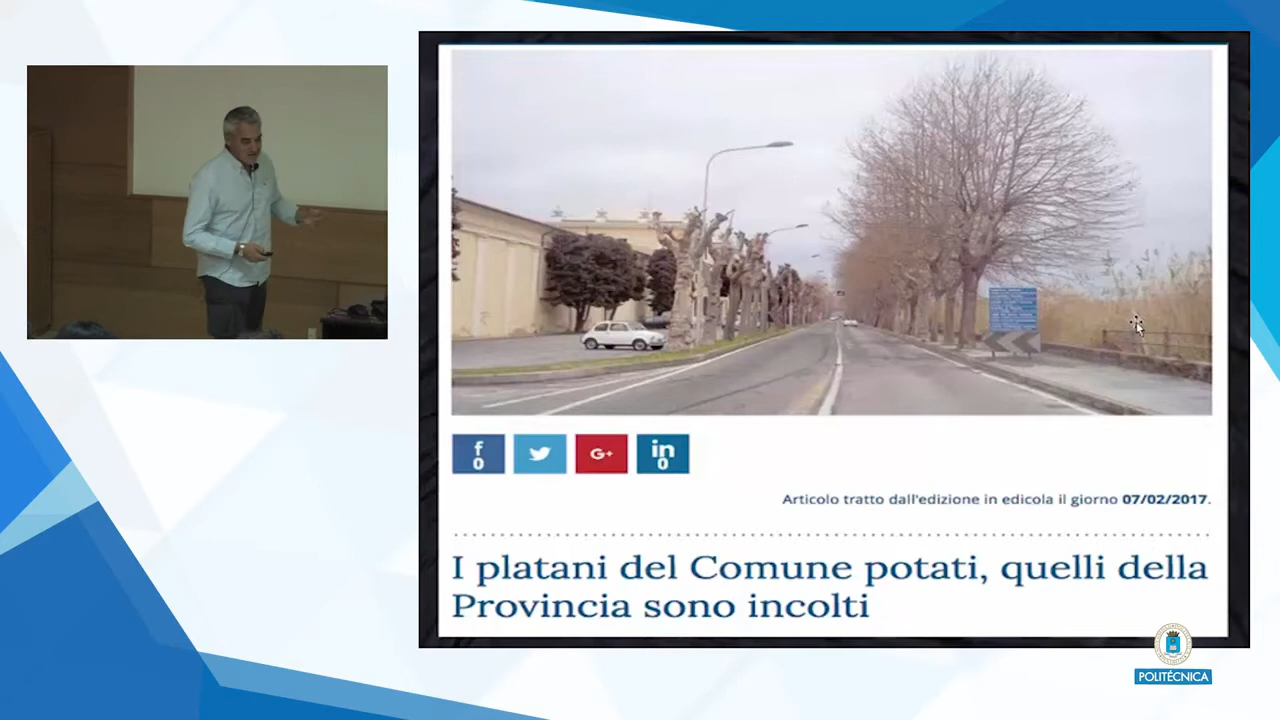 f
0
G+
in
0
Articolo tratto dall'edizione in edicola il giorno 07/02/2017.
I platani del Comune potati, quelli della
Provincia sono incolti
POLITÉCNICA